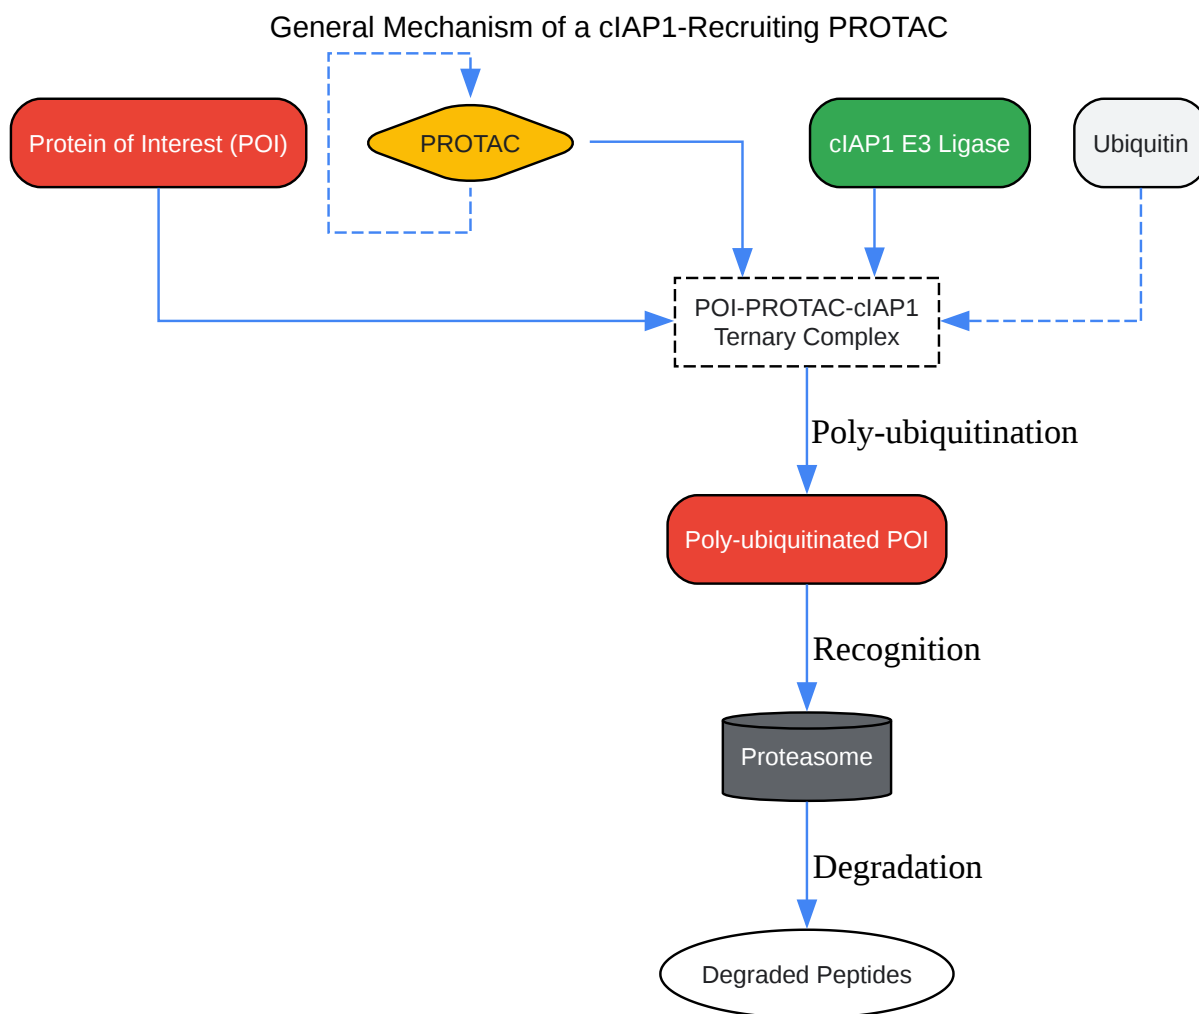 General Mechanism of a cIAP1-Recruiting PROTAC
Protein of Interest (POI)
PROTAC
cIAP1 E3 Ligase
Ubiquitin
POI-PROTAC-cIAP1
Ternary Complex
Poly-ubiquitination
Poly-ubiquitinated POI
Recognition
Proteasome
Degradation
Degraded Peptides